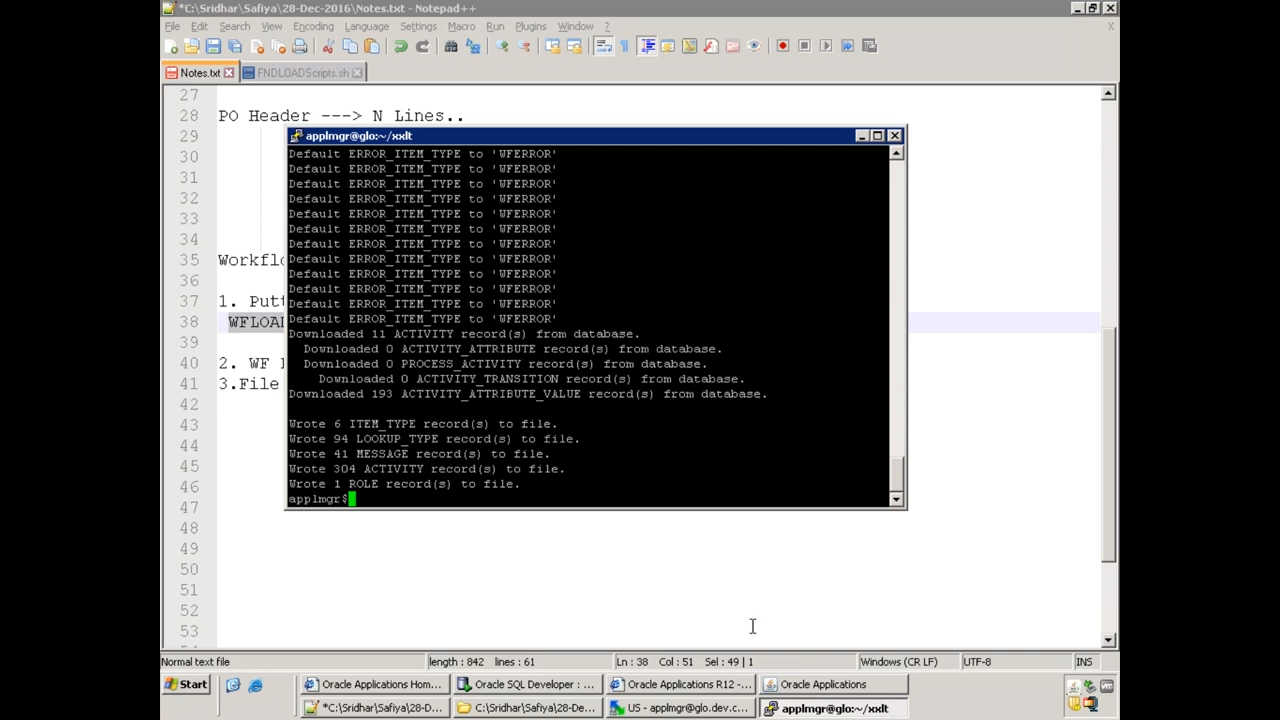 *C:\Sridhar\Safiya\28-Dec-2016\Notes.txt - Notepad++
File Edit Search View Encoding Language Settings Macro Run Plugins Window ?
X
Notes.txt
FNDLOADScripts.sh
27
28 PO Header ---> N Lines..
29
30
31
32
33
34
35 Workflo
36
37 1. Putt
38 WFLOA
39
40 2. WF
41 3.File
42
43
44
45
46
47
48
49
50
51
52
53
applmgr@glo:~/xxlt
Default ERROR_ITEM_TYPE to 'WFERROR'
Default ERROR_ITEM_TYPE to 'WFERROR'
Default ERROR_ITEM_TYPE to 'WFERROR'
Default ERROR_ITEM_TYPE to 'WFERROR'
Default ERROR_ITEM_TYPE to 'WFERROR'
Default ERROR_ITEM_TYPE to 'WFERROR'
Default ERROR_ITEM_TYPE to 'WFERROR'
Default ERROR_ITEM_TYPE to 'WFERROR'
Default ERROR_ITEM_TYPE to 'WFERROR'
Default ERROR_ITEM_TYPE to 'WFERROR'
Default ERROR_ITEM_TYPE to 'WFERROR'
Default ERROR_ITEM_TYPE to 'WFERROR'
Downloaded 11 ACTIVITY record(s) from database.
Downloaded 0 ACTIVITY_ATTRIBUTE record(s) from database.
Downloaded 0 PROCESS_ACTIVITY record(s) from database.
Downloaded 0 ACTIVITY_TRANSITION record(s) from database.
Downloaded 193 ACTIVITY_ATTRIBUTE_VALUE record(s) from database.
Wrote 6 ITEM_TYPE record(s) to file.
Wrote 94 LOOKUP_TYPE record(s) to file.
Wrote 41 MESSAGE record(s) to file.
Wrote 304 ACTIVITY record(s) to file.
Wrote 1 ROLE record(s) to file.
applmgr$
Normal text file length : 842 lines : 61 Ln : 38 Col : 51 Sel : 49 | 1 Windows (CR LF) UTF-8 INS
Start
Oracle Applications Hom...
Oracle SQL Developer : ...
Oracle Applications R12 -...
Oracle Applications
*C:\Sridhar\Safiya\28-D...
C:\Sridhar\Safiya\28-De...
US - applmgr@glo.dev.c...
applmgr@glo:~/xxlt